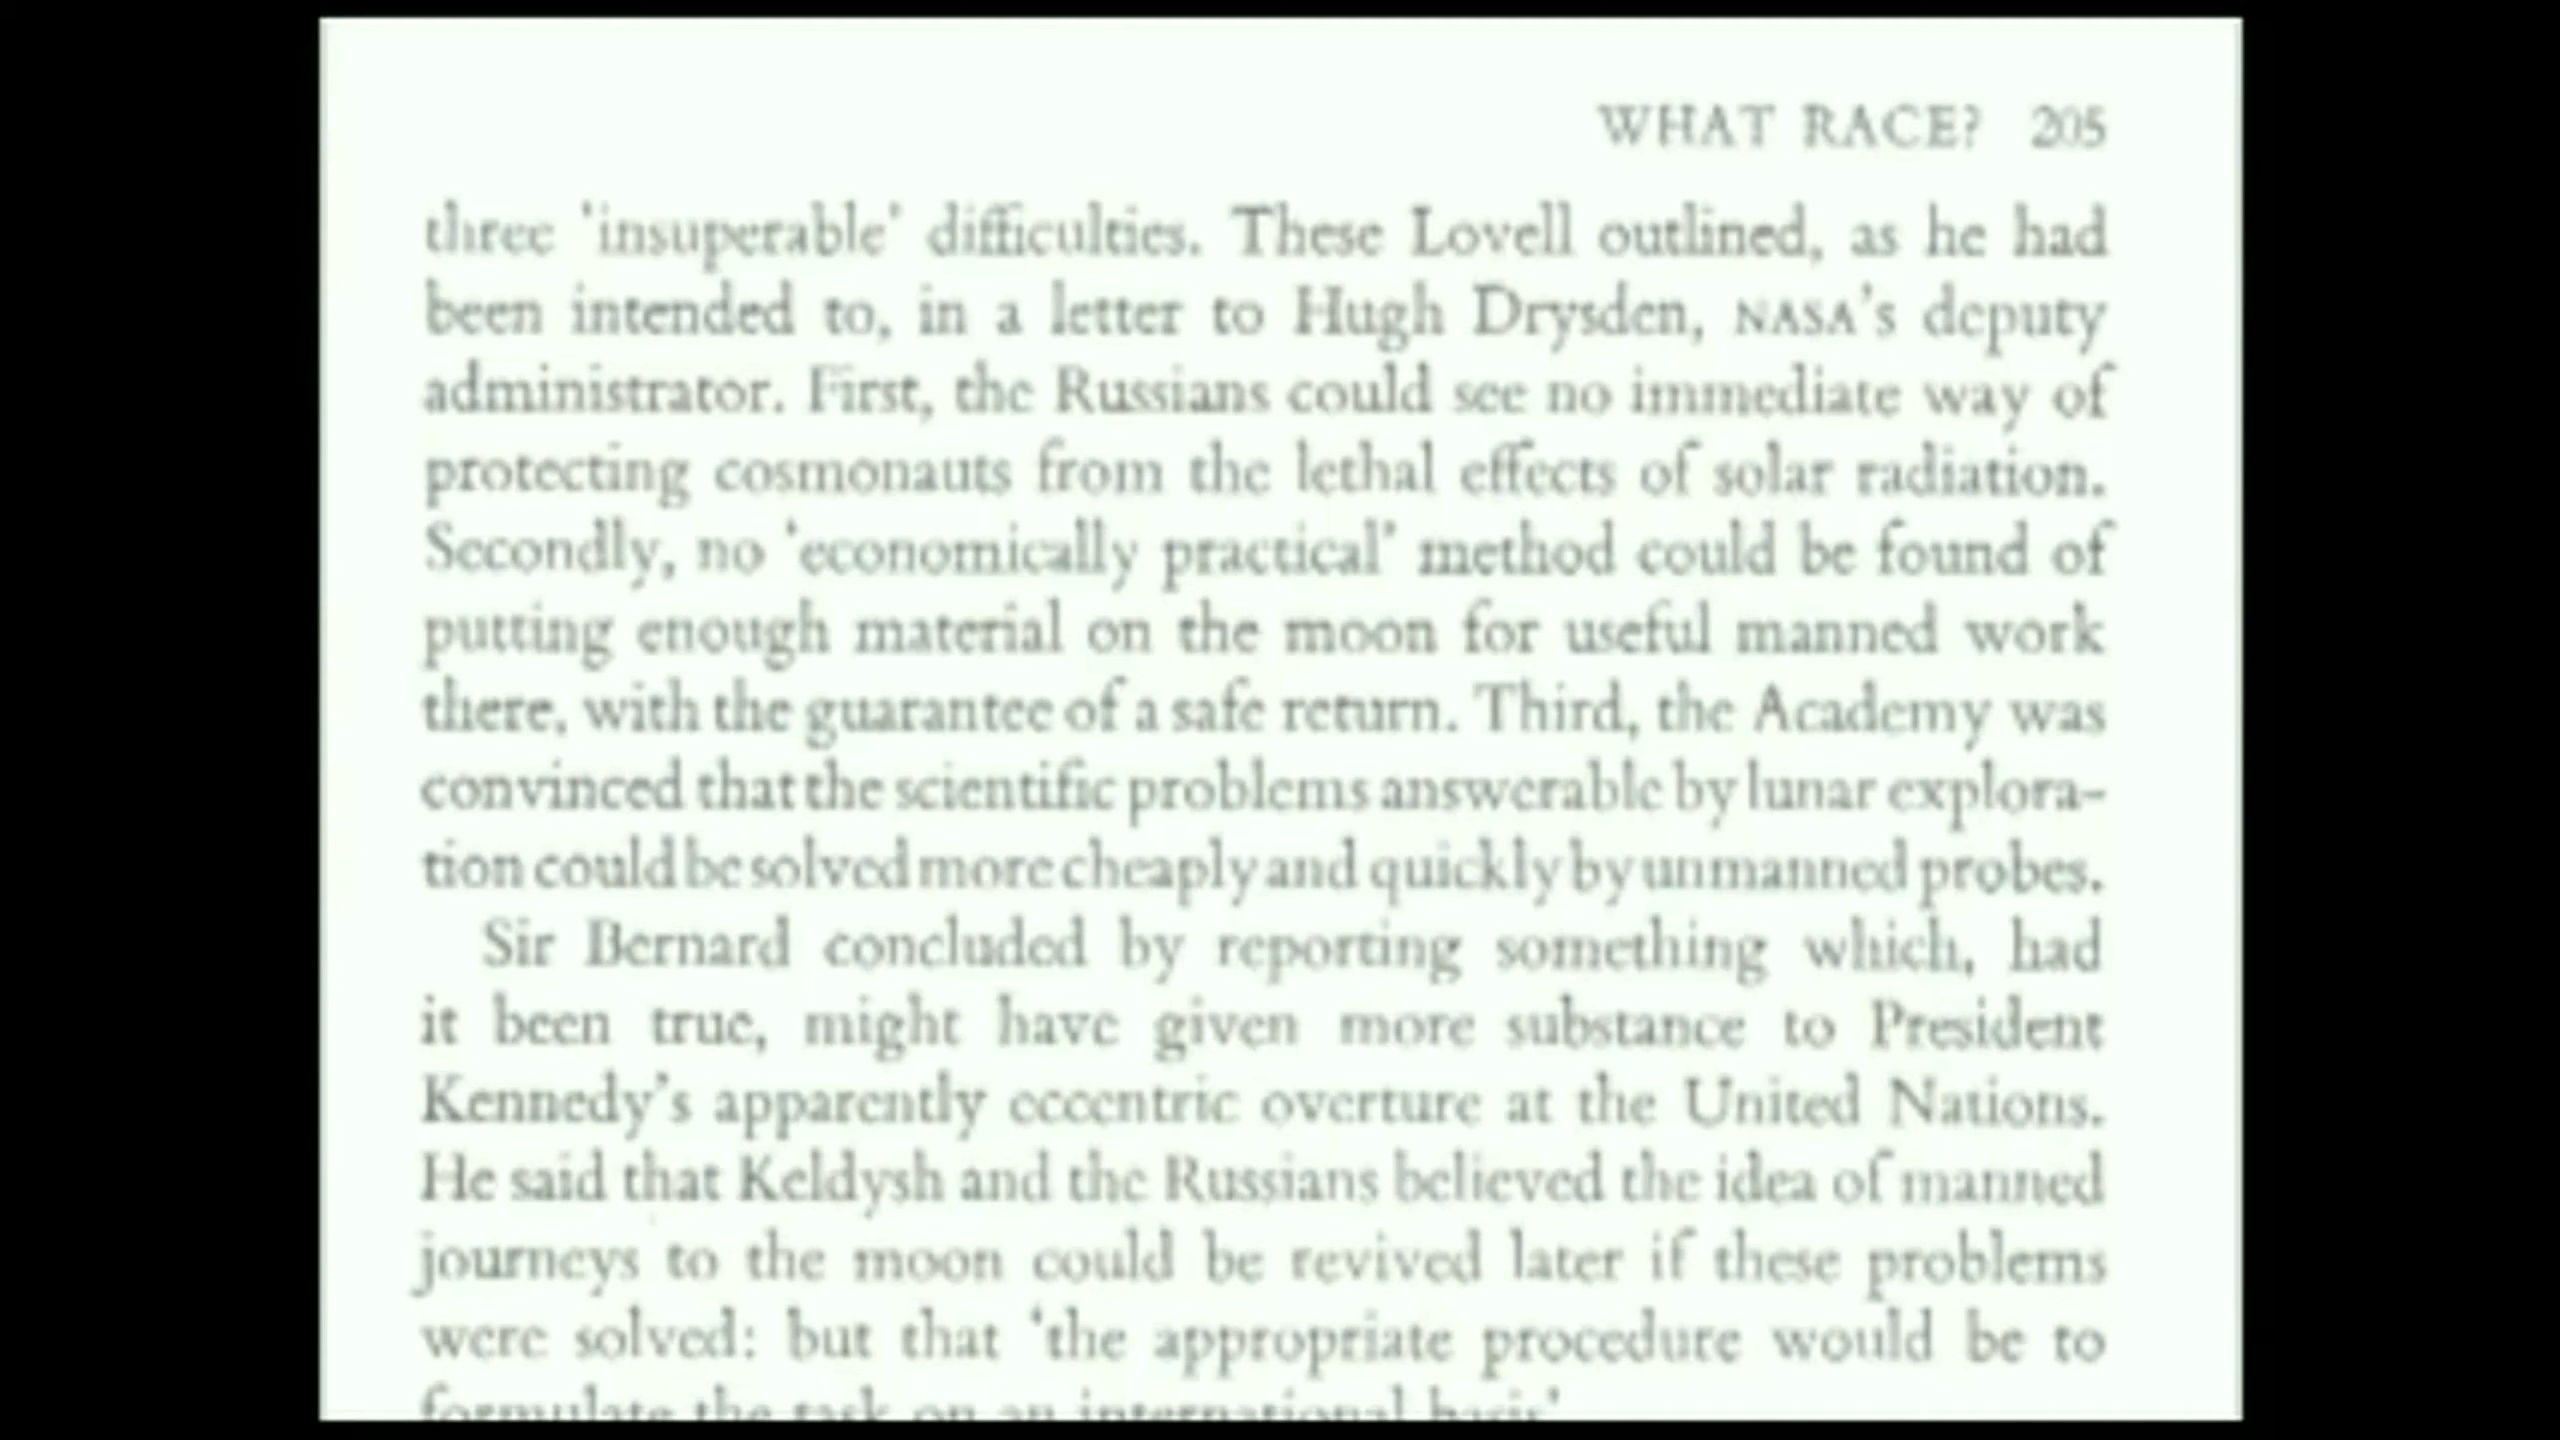 WHAT RACE? 205
three 'insuperable' difficulties. These Lovell outlined, as he had
been intended to, in a letter to Hugh Drysden, NASA's deputy
administrator. First, the Russians could see no immediate way of
protecting cosmonauts from the lethal effects of solar radiation.
Secondly, no 'economically practical' method could be found of
putting enough material on the moon for useful manned work
there, with the guarantee of a safe return. Third, the Academy was
convinced that the scientific problems answerable by lunar explora-
tion could be solved more cheaply and quickly by unmanned probes.
Sir Bernard concluded by reporting something which, had
it been true, might have given more substance to President
Kennedy's apparently eccentric overture at the United Nations.
He said that Keldysh and the Russians believed the idea of manned
journeys to the moon could be revived later if these problems
were solved: but that 'the appropriate procedure would be to
formulate the task on an international basis'